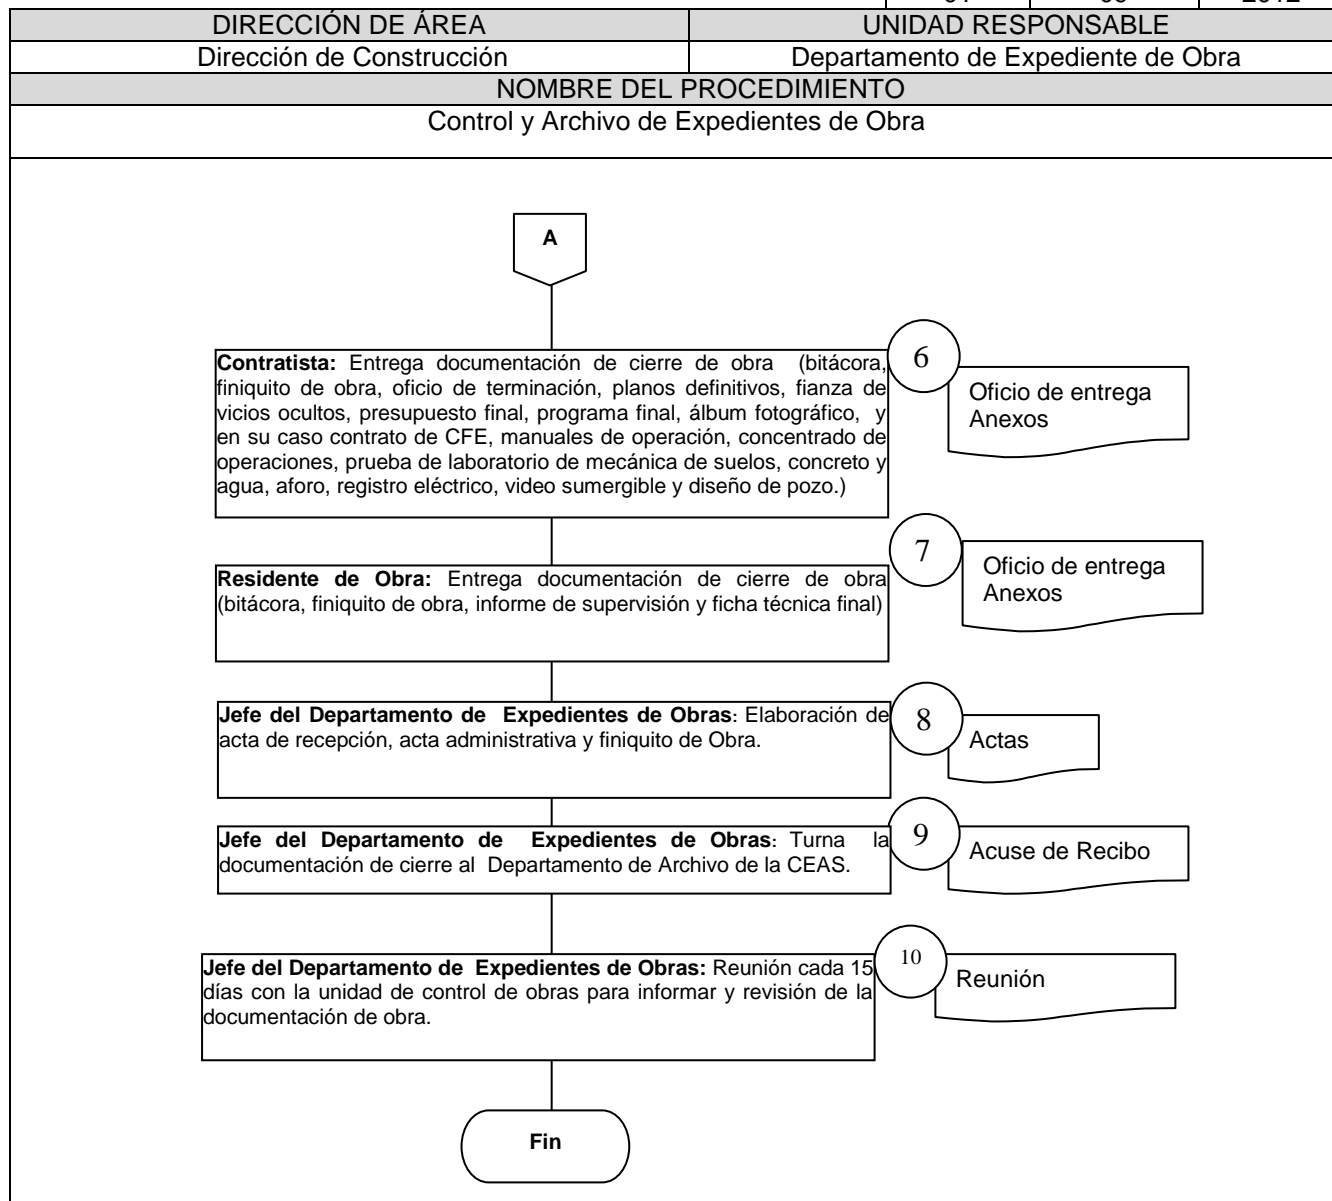 DIRECCIÓN DE ÁREA
UNIDAD RESPONSABLE
Dirección de Construcción
Departamento de Expediente de Obra
NOMBRE DEL PROCEDIMIENTO
Control y Archivo de Expedientes de Obra
A
Contratista: Entrega documentación de cierre de obra (bitácora,
finiquito de obra, oficio de terminación, planos definitivos, fianza de
vicios ocultos, presupuesto final, programa final, álbum fotográfico, y
en su caso contrato de CFE, manuales de operación, concentrado de
operaciones, prueba de laboratorio de mecánica de suelos, concreto y
agua, aforo, registro eléctrico, video sumergible y diseño de pozo.)
6
Oficio de entrega
Anexos
Residente de Obra: Entrega documentación de cierre de obra
(bitácora, finiquito de obra, informe de supervisión y ficha técnica final)
7
Oficio de entrega
Anexos
Jefe del Departamento de Expedientes de Obras: Elaboración de
acta de recepción, acta administrativa y finiquito de Obra.
8
Actas
Jefe del Departamento de Expedientes de Obras: Turna la
documentación de cierre al Departamento de Archivo de la CEAS.
9
Acuse de Recibo
Jefe del Departamento de Expedientes de Obras: Reunión cada 15
días con la unidad de control de obras para informar y revisión de la
documentación de obra.
10
Reunión
Fin